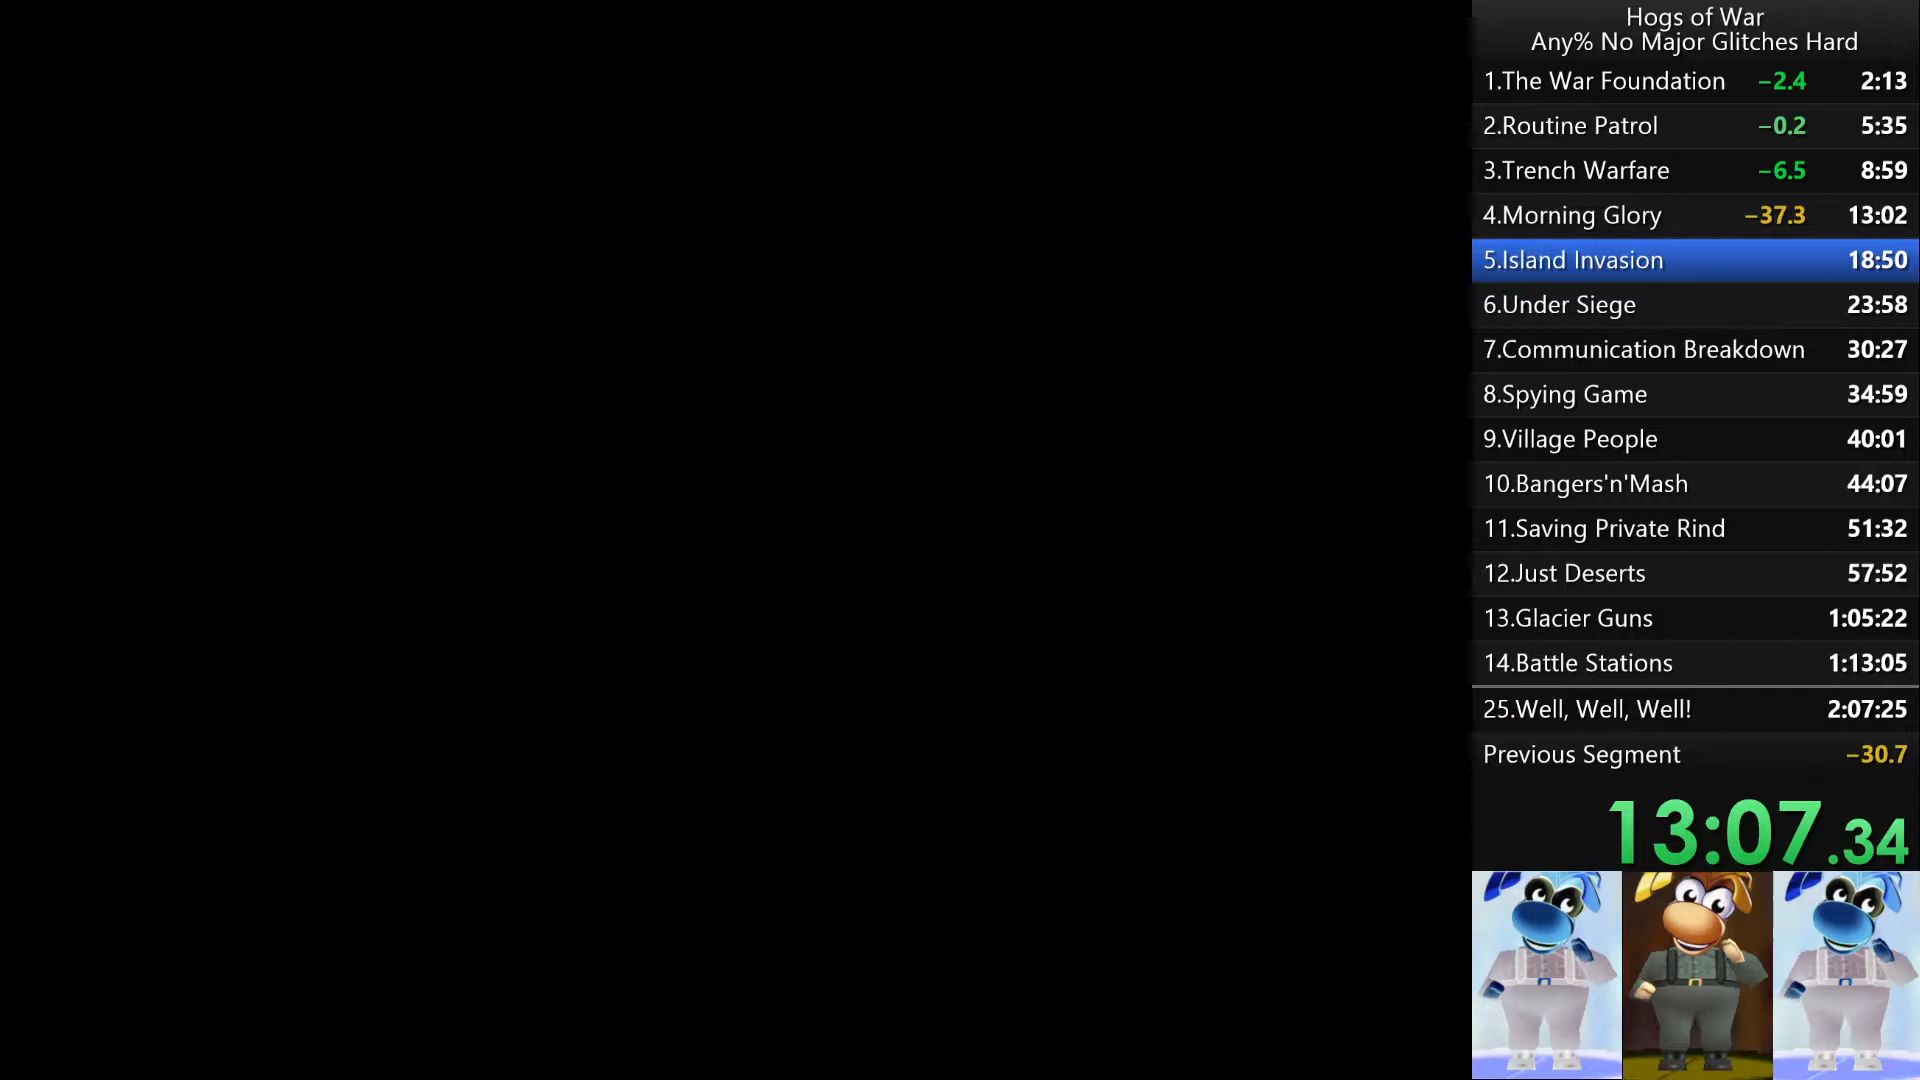 Hogs of War
Any% No Major Glitches Hard
1.The War Foundation −2.4 2:13
2.Routine Patrol −0.2 5:35
3.Trench Warfare −6.5 8:59
4.Morning Glory −37.3 13:02
5.Island Invasion 18:50
6.Under Siege 23:58
7.Communication Breakdown 30:27
8.Spying Game 34:59
9.Village People 40:01
10.Bangers'n'Mash 44:07
11.Saving Private Rind 51:32
12.Just Deserts 57:52
13.Glacier Guns 1:05:22
14.Battle Stations 1:13:05
25.Well, Well, Well! 2:07:25
Previous Segment −30.7
13:07.34